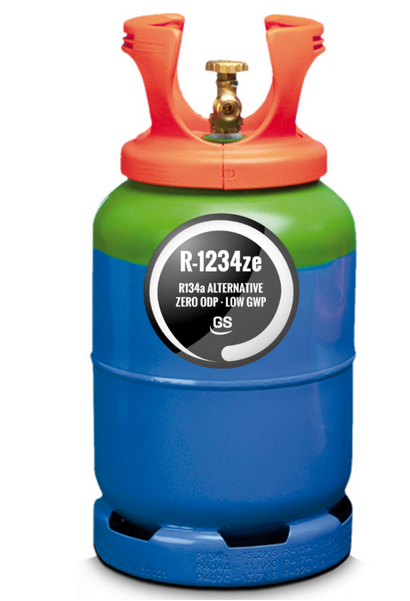 R-1234ze
R134a ALTERNATIVE
ZERO ODP · LOW GWP
GS